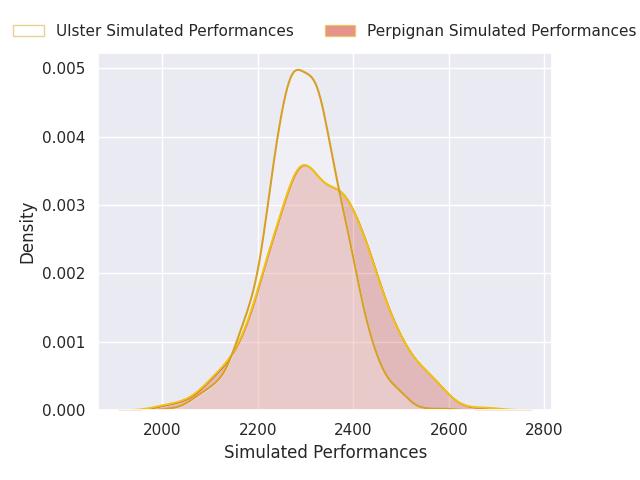 Ulster Simulated Performances
Perpignan Simulated Performances
0.005
0.004
0.003
0.002
0.001
0.000
Density
2000
2200
2400
2600
2800
Simulated Performances